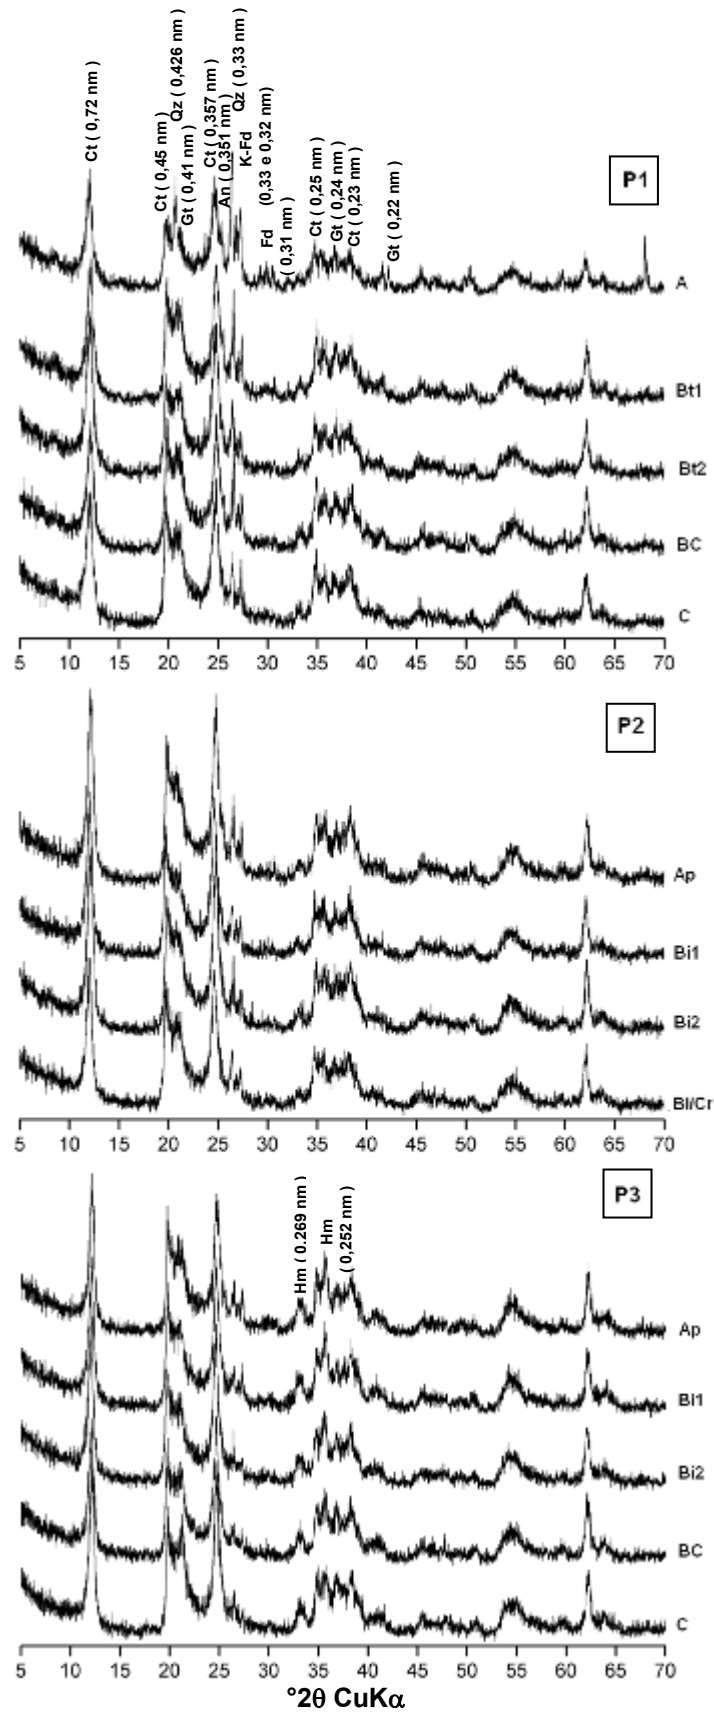 Ct ( 0,72 nm )
Ct ( 0,45 nm )
Qz ( 0,426 nm )
Gt ( 0,41 nm )
Ct ( 0,357 nm )
An ( 0,351 nm )
Qz ( 0,33 nm )
K-Fd
(0,33 e 0,32 nm)
Fd
( 0,31 nm )
Ct ( 0,25 nm )
Gt ( 0,24 nm )
Ct ( 0,23 nm )
Gt ( 0,22 nm )
P1
A
Bt1
Bt2
BC
C
5 10 15 20 25 30 35 40 45 50 55 60 65 70
P2
Ap
Bi1
Bi2
BI/Cr
5 10 15 20 25 30 35 40 45 50 55 60 65 70
P3
Hm ( 0.269 nm )
Hm
( 0,252 nm )
Ap
BI1
Bi2
BC
C
5 10 15 20 25 30 35 40 45 50 55 60 65 70
°2θ CuKα